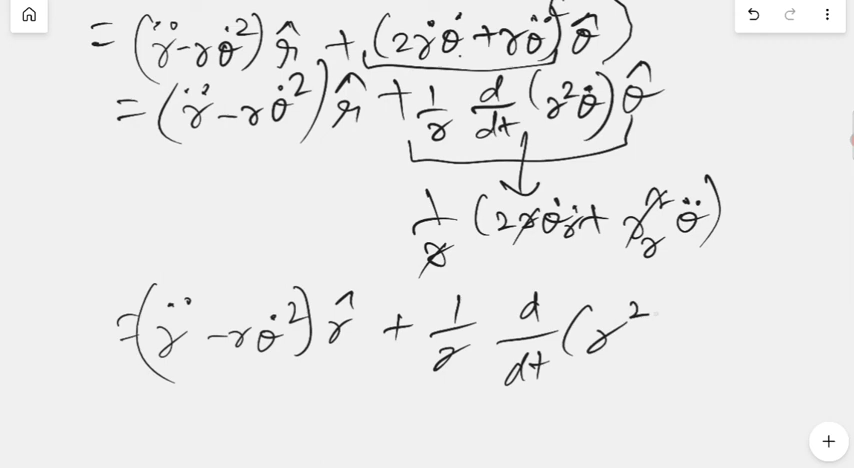 = (r̈ - rθ̇²) r̂ + (2ṙθ̇ + rθ̈) θ̂)
= (r̈ - rθ̇²) r̂ + 1/r d/dt (r²θ̇) θ̂
1/r (2rθ̇ṙ + r²θ̈)
= (r̈ - rθ̇²) r̂ + 1/r d/dt (r²